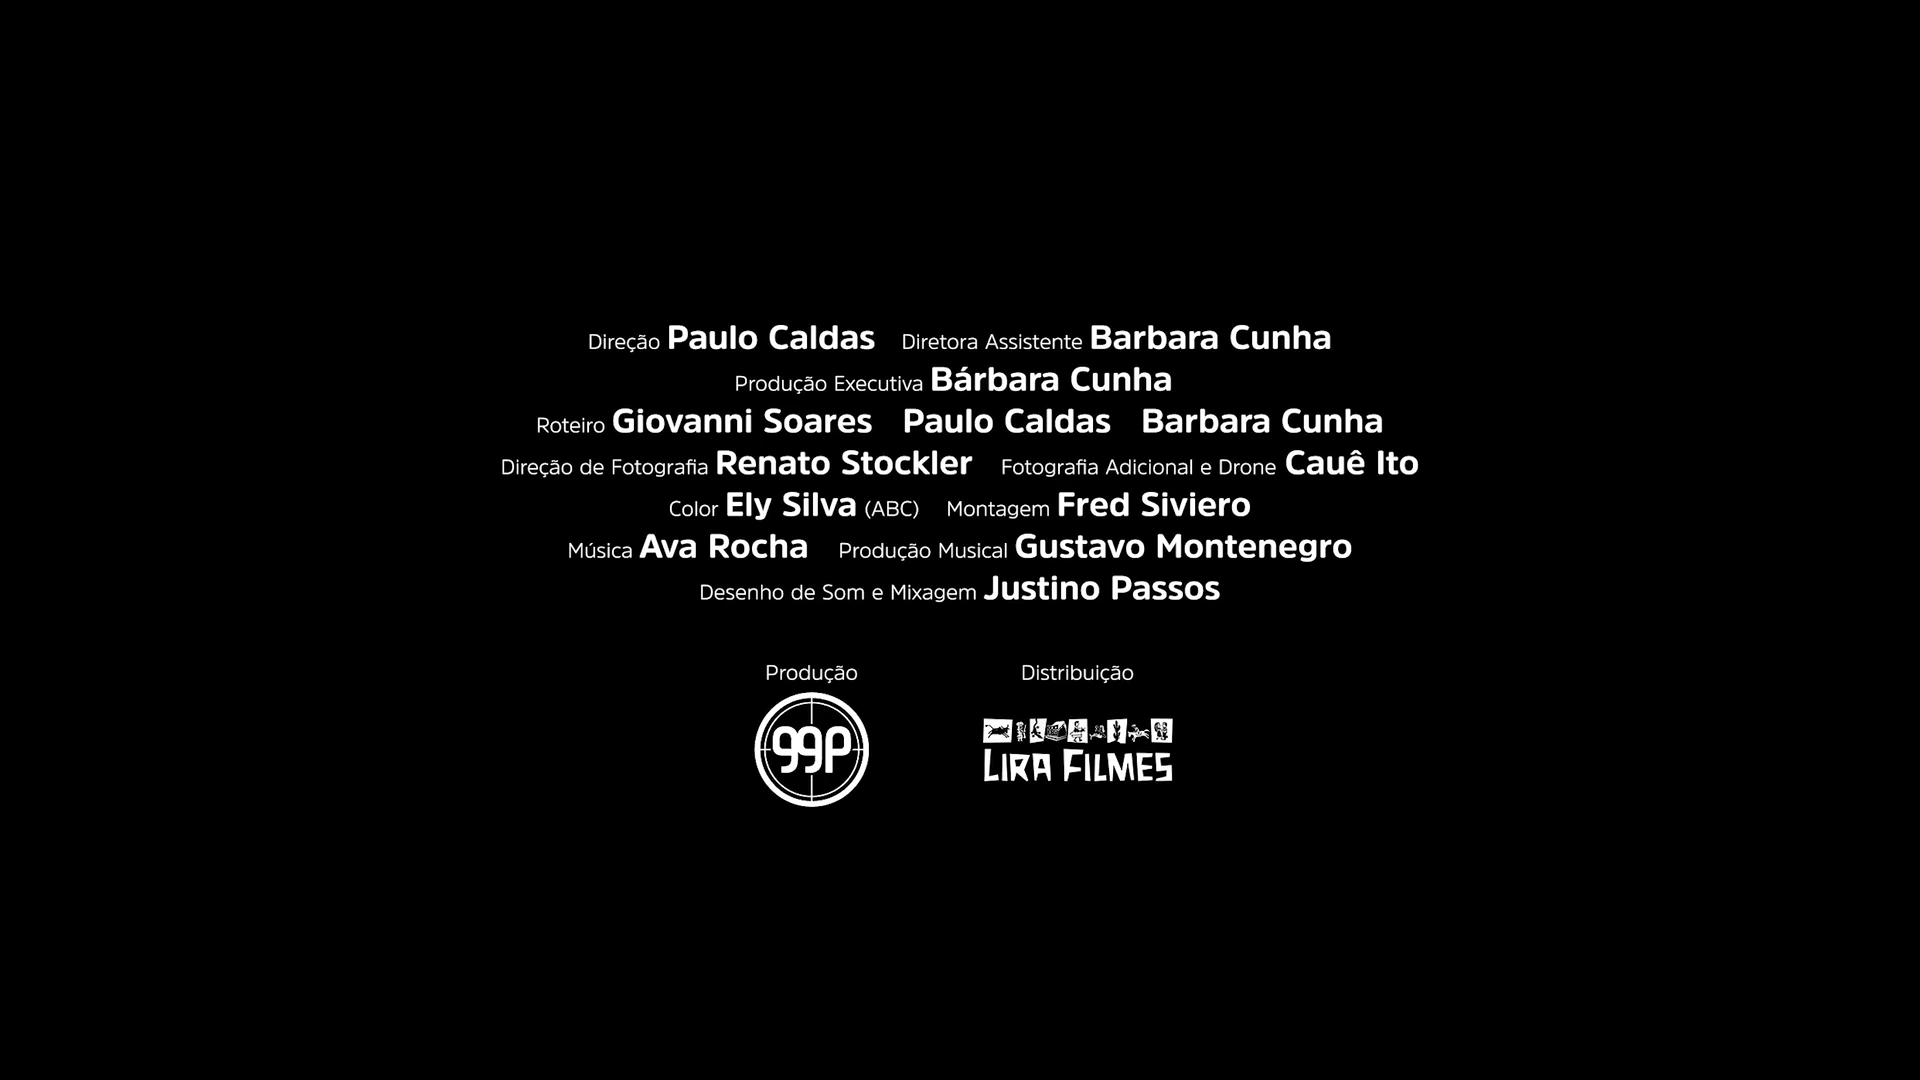 Direção Paulo Caldas Diretora Assistente Barbara Cunha
Produção Executiva Bárbara Cunha
Roteiro Giovanni Soares Paulo Caldas Barbara Cunha
Direção de Fotografia Renato Stockler Fotografia Adicional e Drone Cauê Ito
Color Ely Silva (ABC) Montagem Fred Siviero
Música Ava Rocha Produção Musical Gustavo Montenegro
Desenho de Som e Mixagem Justino Passos
Produção Distribuição
99P
LIRA FILMES